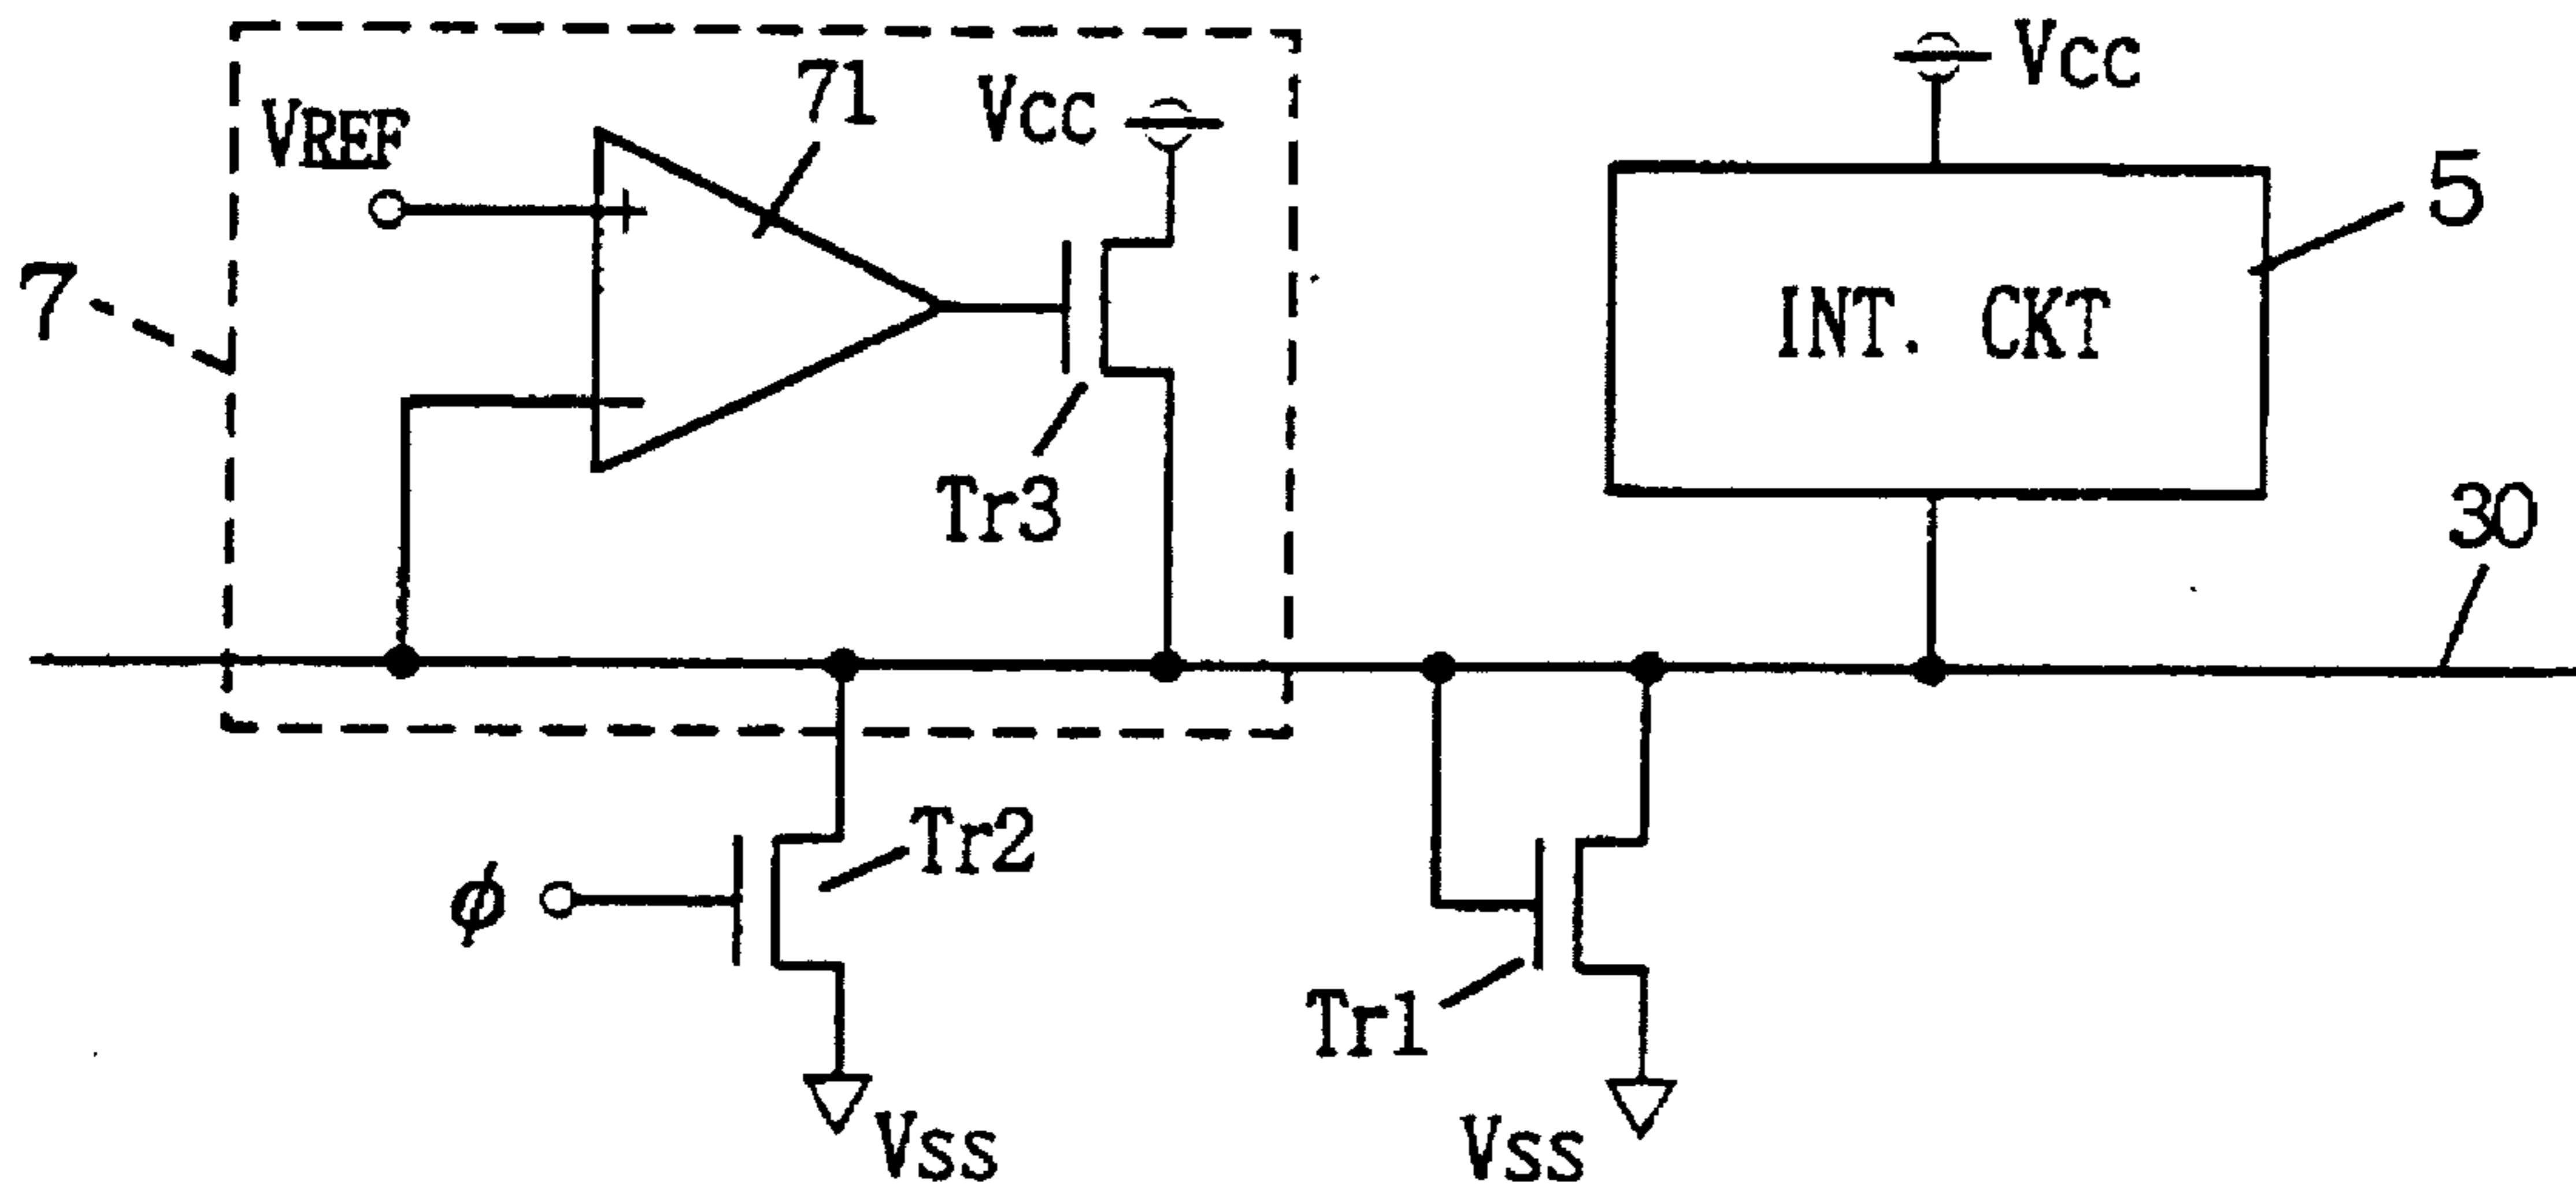 71
VCC
VCC
VREF
+
−
5
7
INT. CKT
Tr3
30
Tr2
φ
Tr1
VSS
VSS